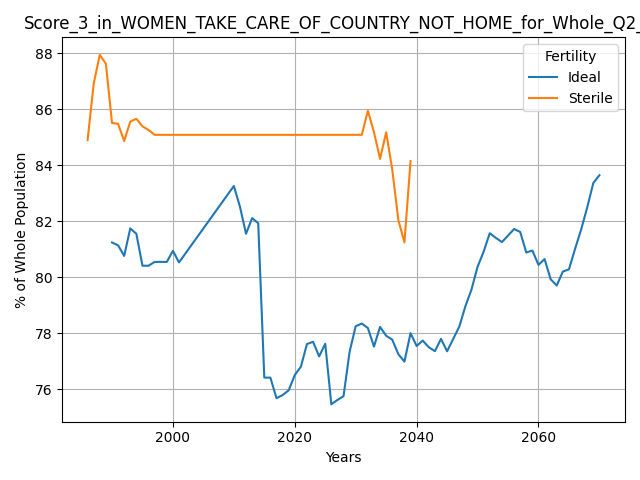 Score_3_in_WOMEN_TAKE_CARE_OF_COUNTRY_NOT_HOME_for_Whole_Q2_
Fertility
Ideal
Sterile
% of Whole Population
88
86
84
82
80
78
76
2000 2020 2040 2060
Years